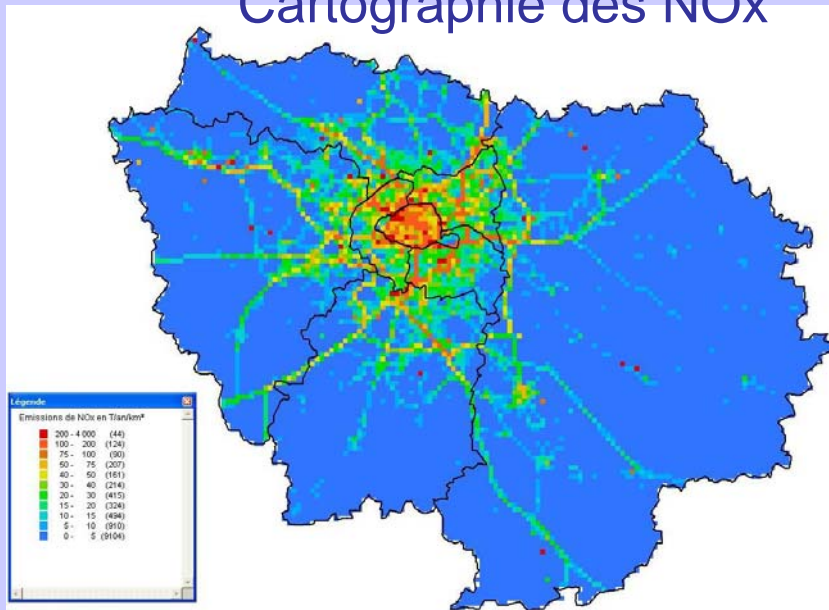 Cartographie des NOx
Légende
Emissions de NOx en T/an/km²
200 - 4 000 (44)
100 - 200 (124)
75 - 100 (90)
50 - 75 (207)
40 - 50 (161)
30 - 40 (214)
20 - 30 (415)
15 - 20 (324)
10 - 15 (494)
5 - 10 (910)
0 - 5 (9104)